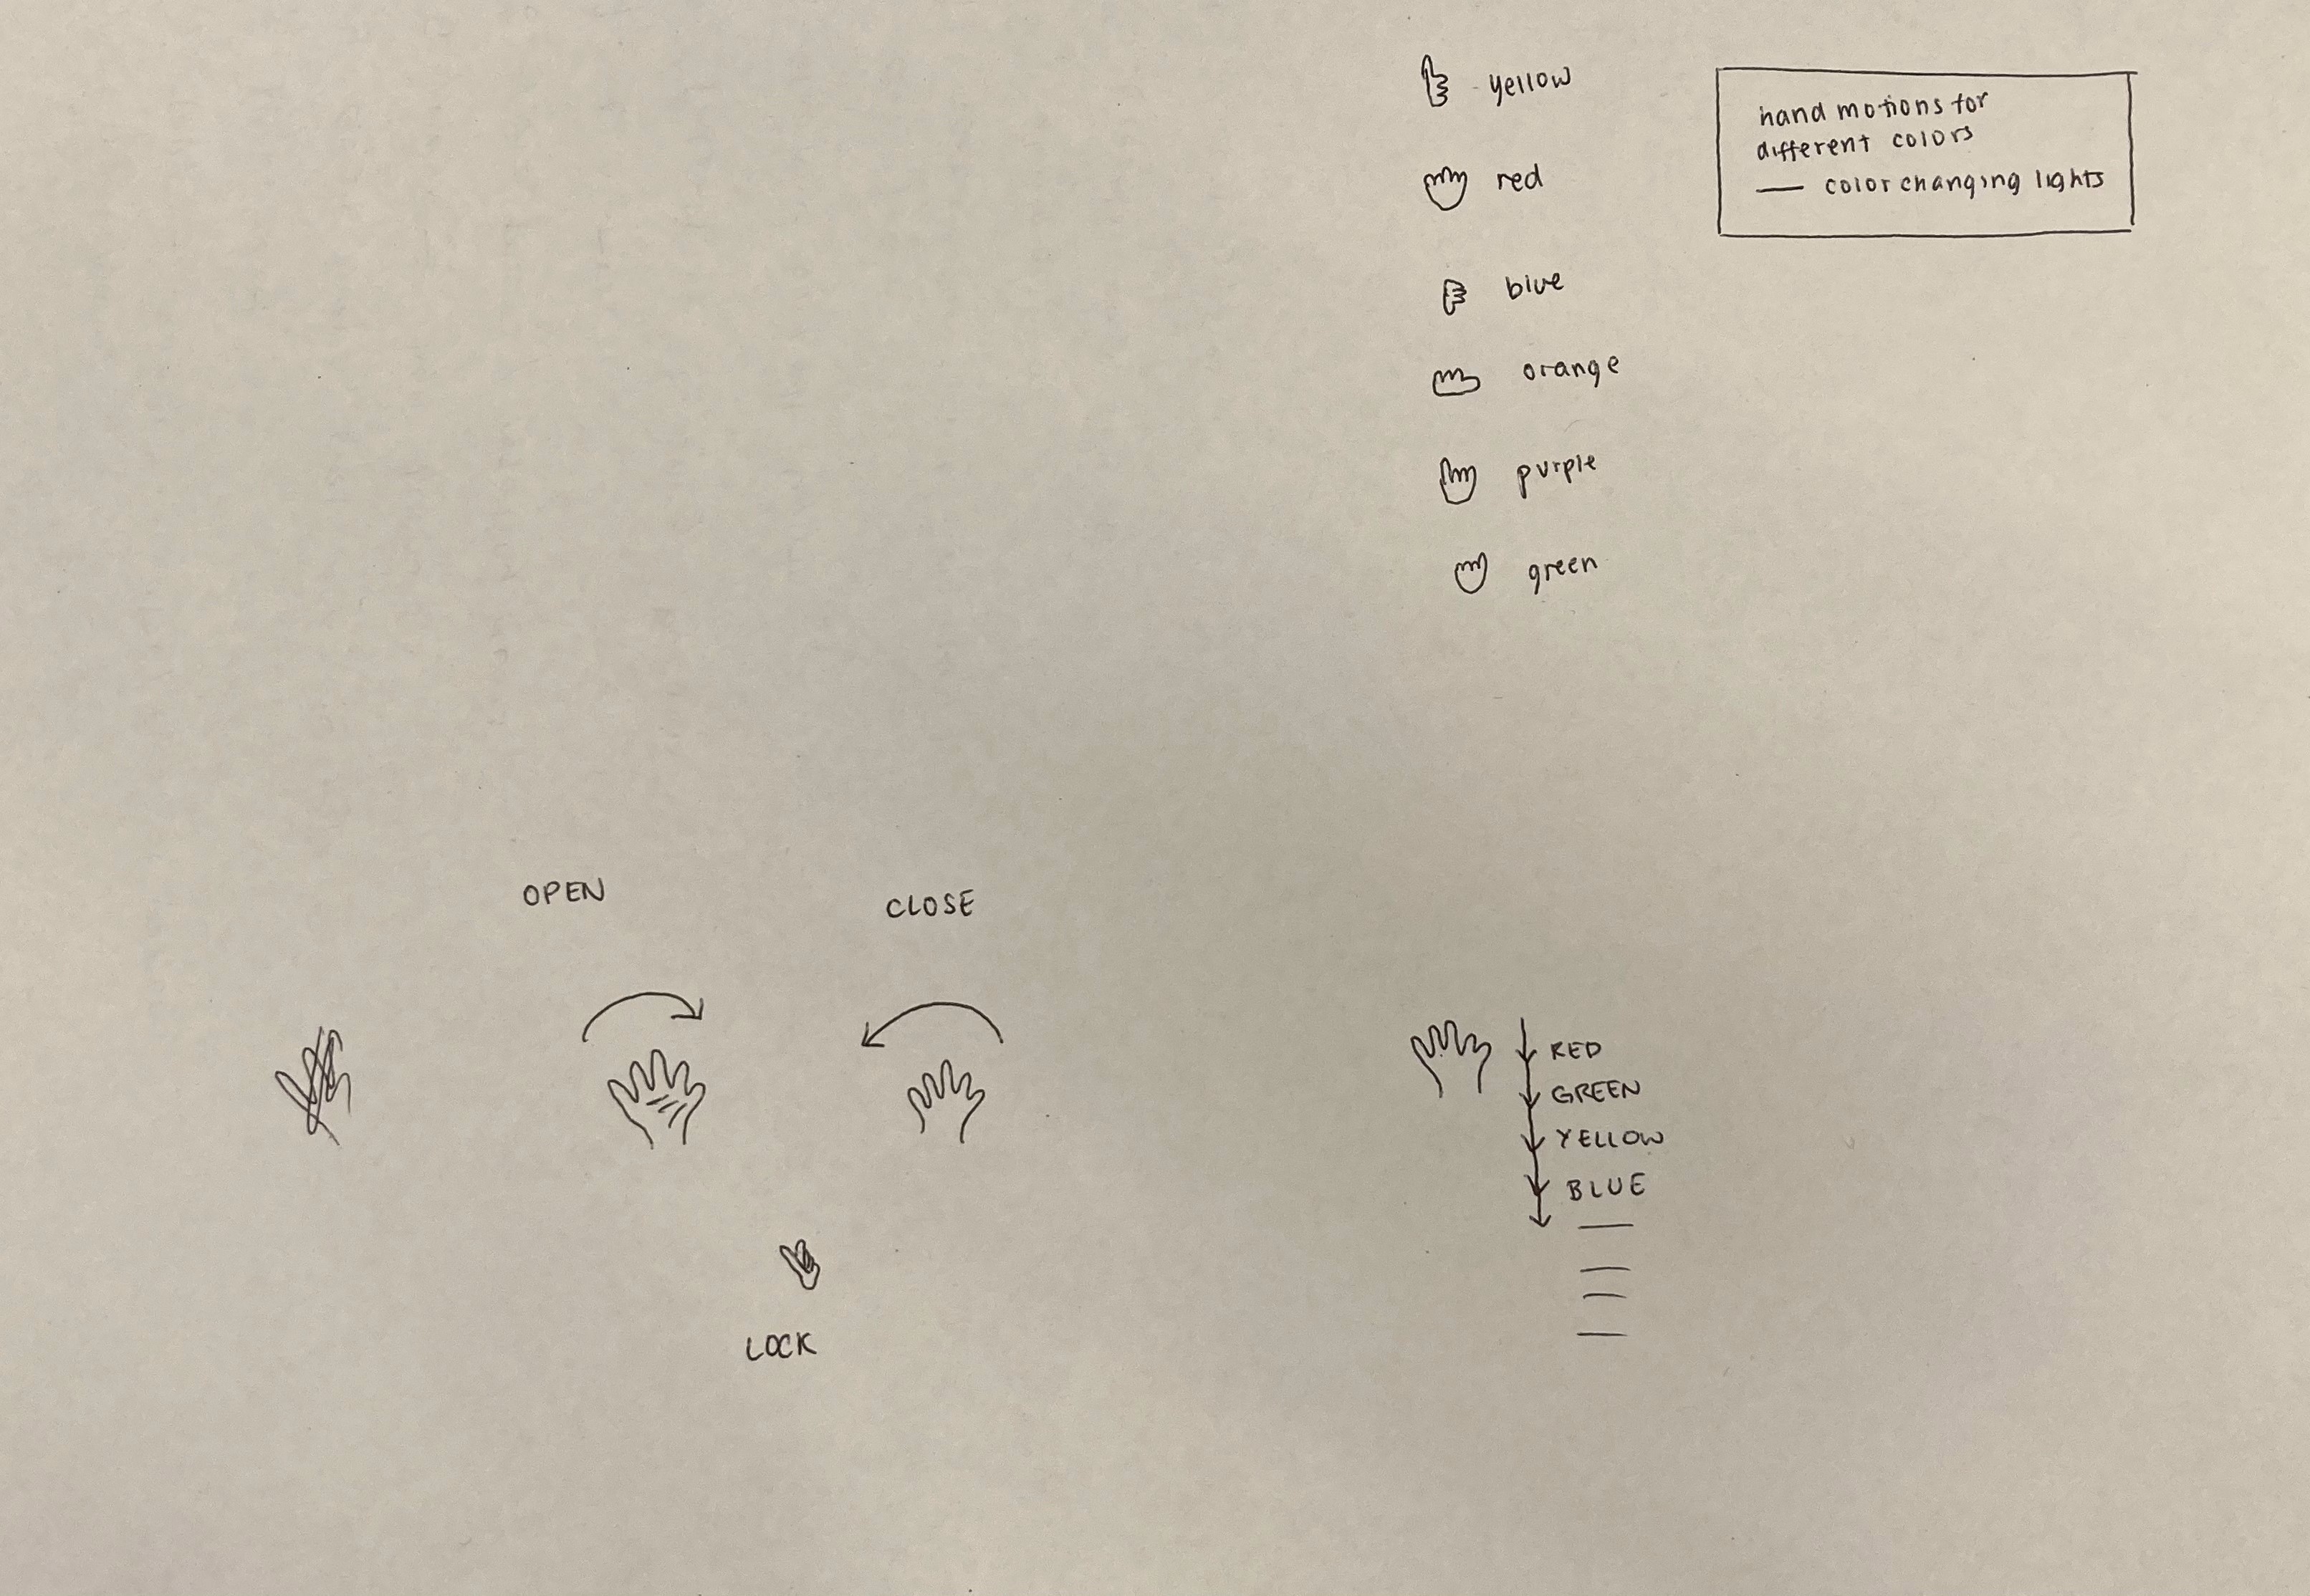 yellow
red
blue
orange
purple
green
hand motions for
different colors
— color changing lights
OPEN
CLOSE
LOCK
RED
GREEN
YELLOW
BLUE